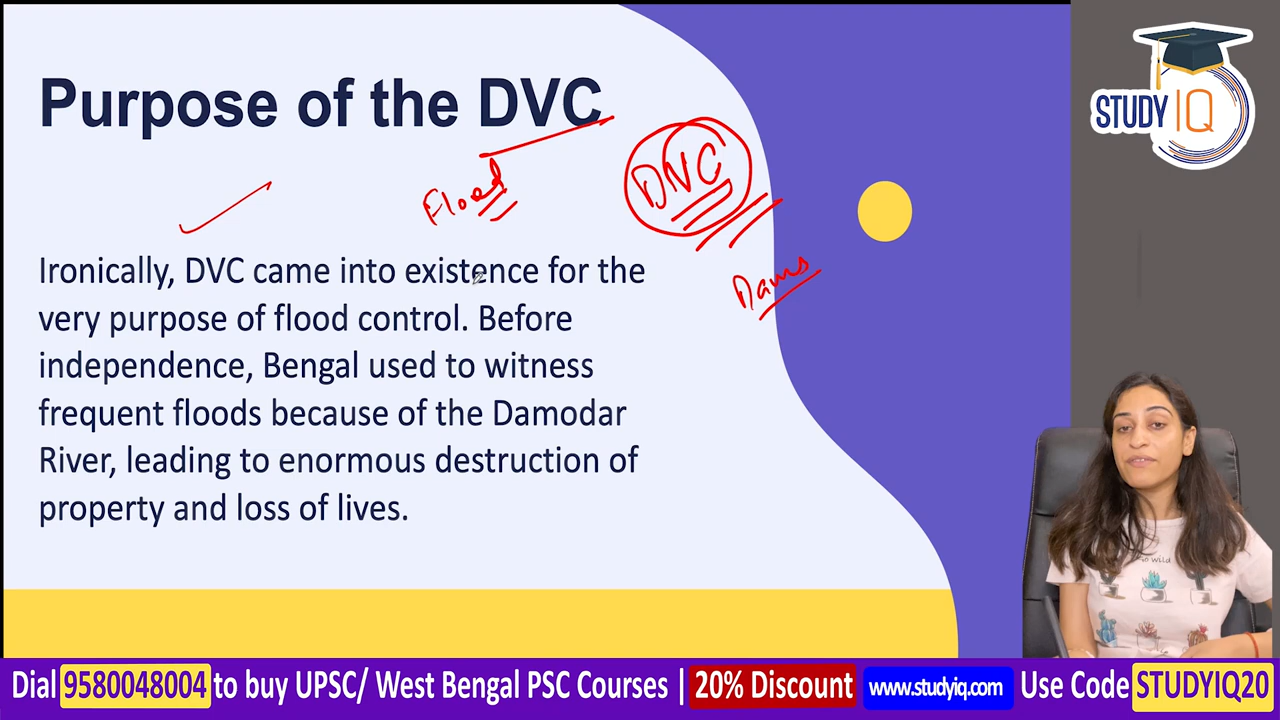 Purpose of the DVC
STUDY IQ
Flood
DVC
Dams
Ironically, DVC came into existence for the
very purpose of flood control. Before
independence, Bengal used to witness
frequent floods because of the Damodar
River, leading to enormous destruction of
property and loss of lives.
Dial 9580048004 to buy UPSC/ West Bengal PSC Courses | 20% Discount www.studyiq.com Use Code STUDYIQ20